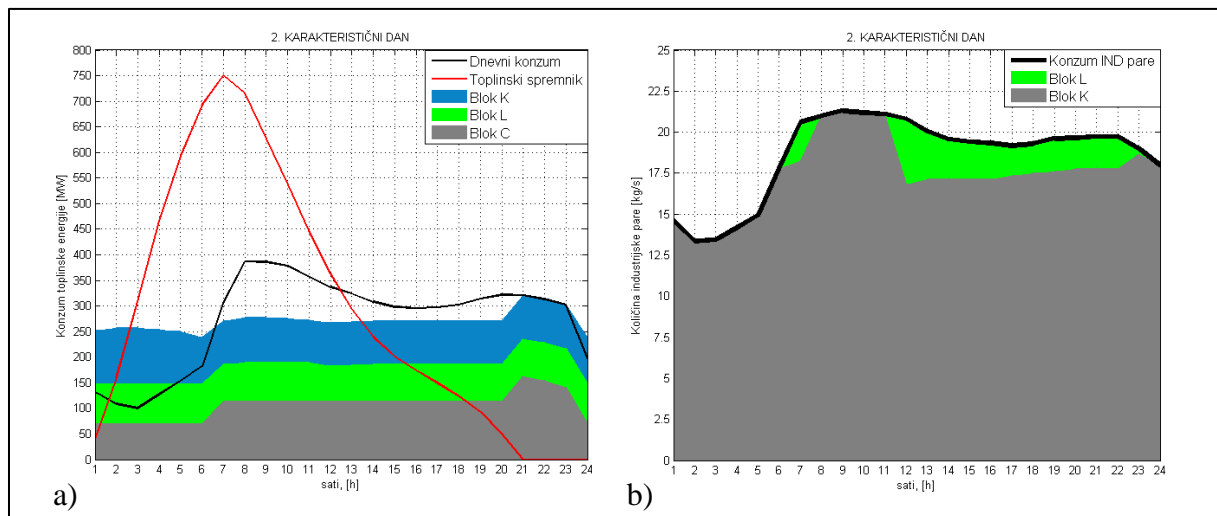 2. KARAKTERISTIČNI DAN
800
750
700
650
600
550
500
450
400
350
300
250
200
150
100
50
0
Konzum toplinske energije [MW]
Dnevni konzum
Toplinski spremnik
Blok K
Blok L
Blok C
1 2 3 4 5 6 7 8 9 10 11 12 13 14 15 16 17 18 19 20 21 22 23 24
sati, [h]
a)
2. KARAKTERISTIČNI DAN
25
22.5
20
17.5
15
12.5
10
7.5
5
2.5
0
Količina industrijske pare [kg/s]
Konzum IND pare
Blok L
Blok K
1 2 3 4 5 6 7 8 9 10 11 12 13 14 15 16 17 18 19 20 21 22 23 24
sati, [h]
b)